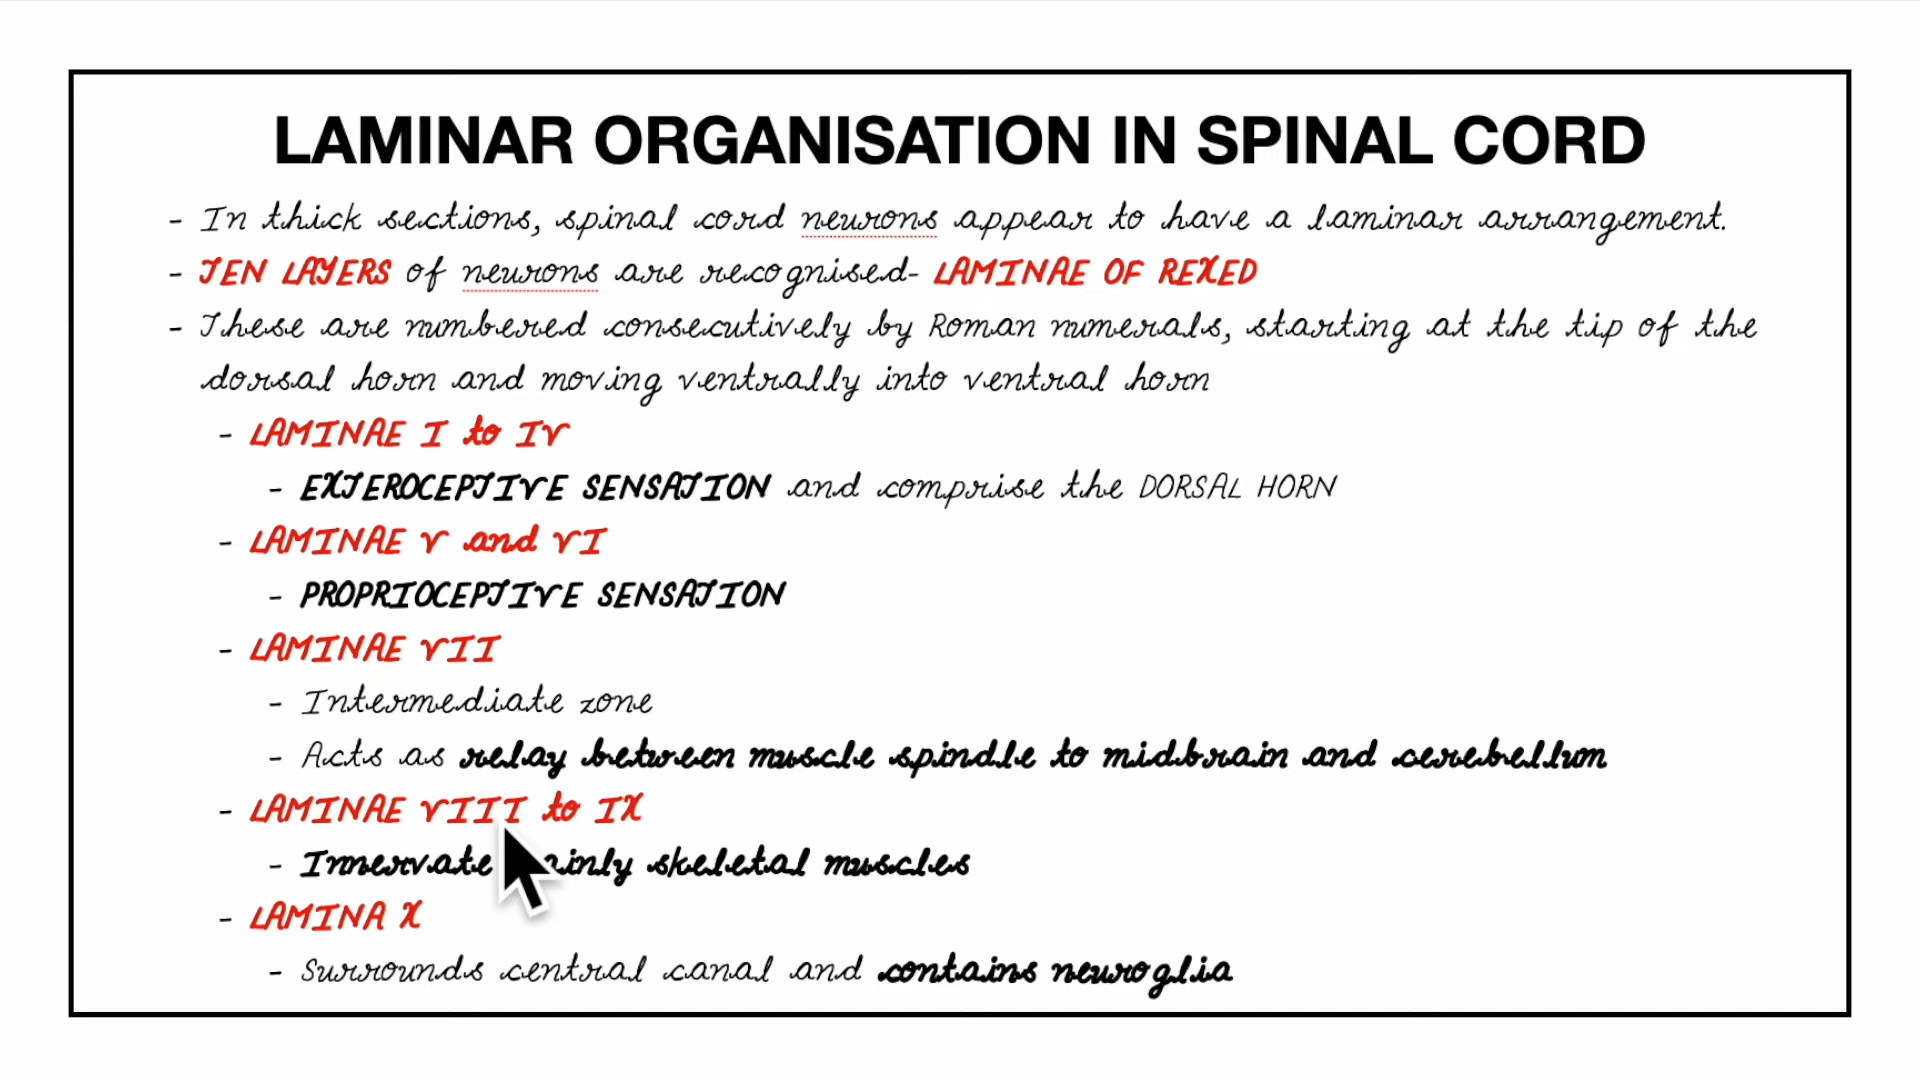 LAMINAR ORGANISATION IN SPINAL CORD
- In thick sections, spinal cord neurons appear to have a laminar arrangement.
- TEN LAYERS of neurons are recognised- LAMINAE OF REXED
- These are numbered consecutively by Roman numerals, starting at the tip of the
dorsal horn and moving ventrally into ventral horn
- LAMINAE I to IV
- EXTEROCEPTIVE SENSATION and comprise the DORSAL HORN
- LAMINAE V and VI
- PROPRIOCEPTIVE SENSATION
- LAMINAE VII
- Intermediate zone
- Acts as relay between muscle spindle to midbrain and cerebellum
- LAMINAE VIII to IX
- Innervate mainly skeletal muscles
- LAMINA X
- Surrounds central canal and contains neuroglia